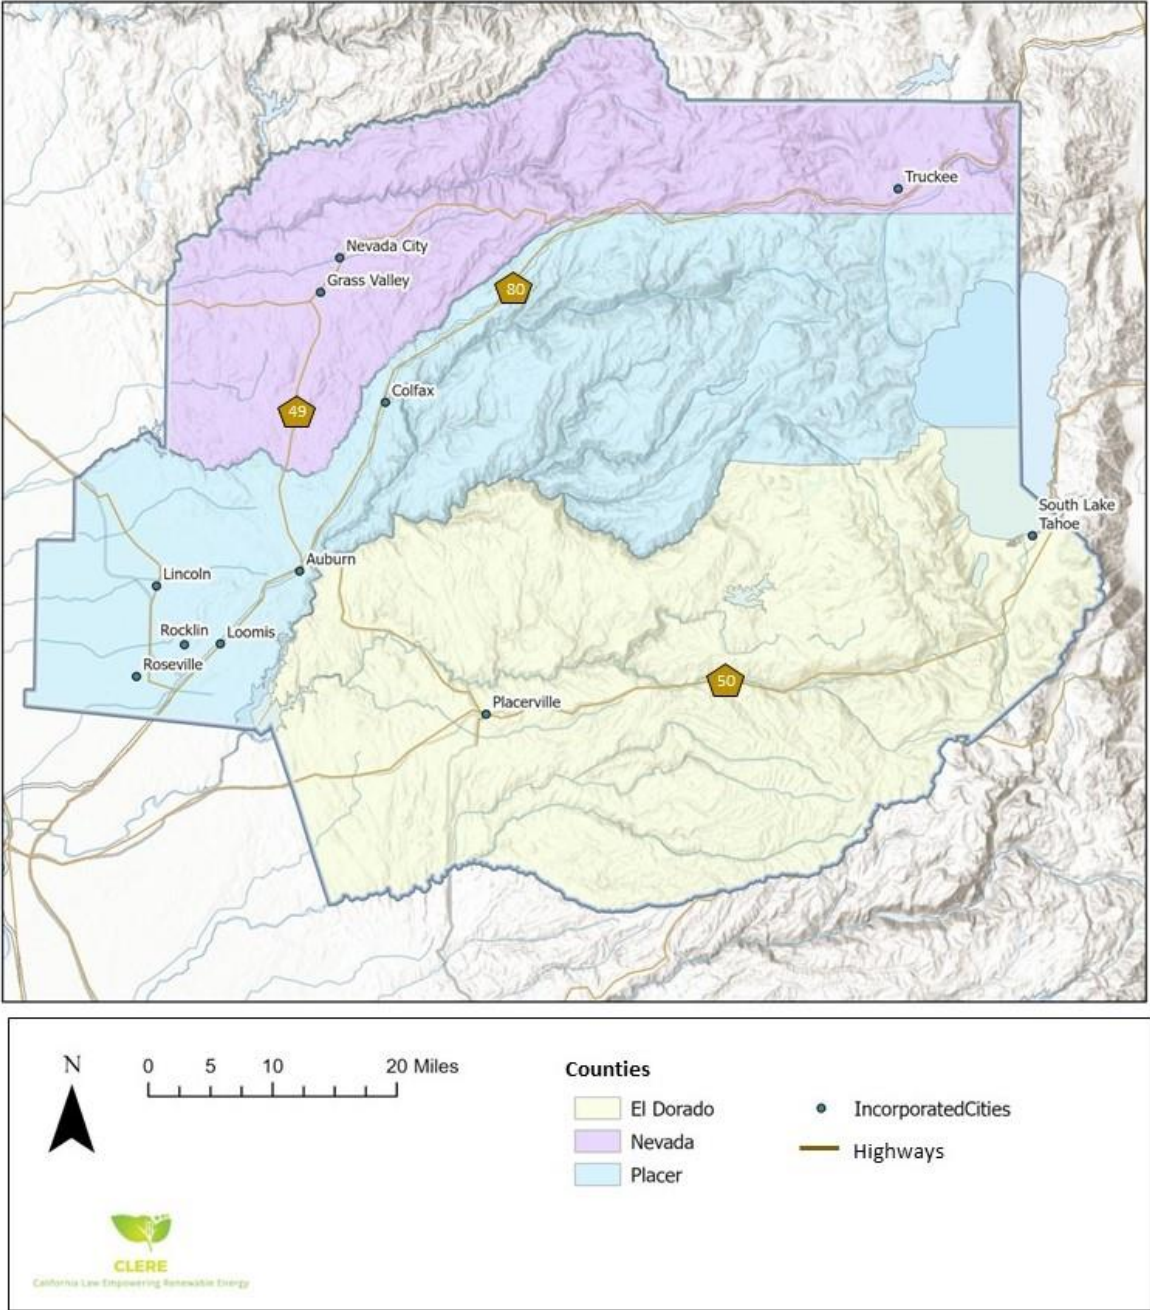 Truckee
Nevada City
Grass Valley
80
Colfax
49
South Lake
Tahoe
Auburn
Lincoln
Rocklin
Loomis
Roseville
50
Placerville
N
0 5 10 20 Miles
Counties
El Dorado
Nevada
Placer
IncorporatedCities
Highways
CLERE
California Law Empowering Renewable Energy